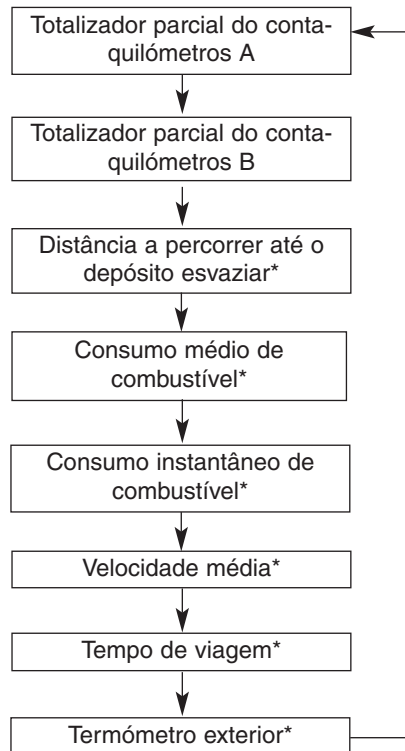 Totalizador parcial do conta-
quilómetros A
Totalizador parcial do conta-
quilómetros B
Distância a percorrer até o
depósito esvaziar*
Consumo médio de
combustível*
Consumo instantâneo de
combustível*
Velocidade média*
Tempo de viagem*
Termómetro exterior*